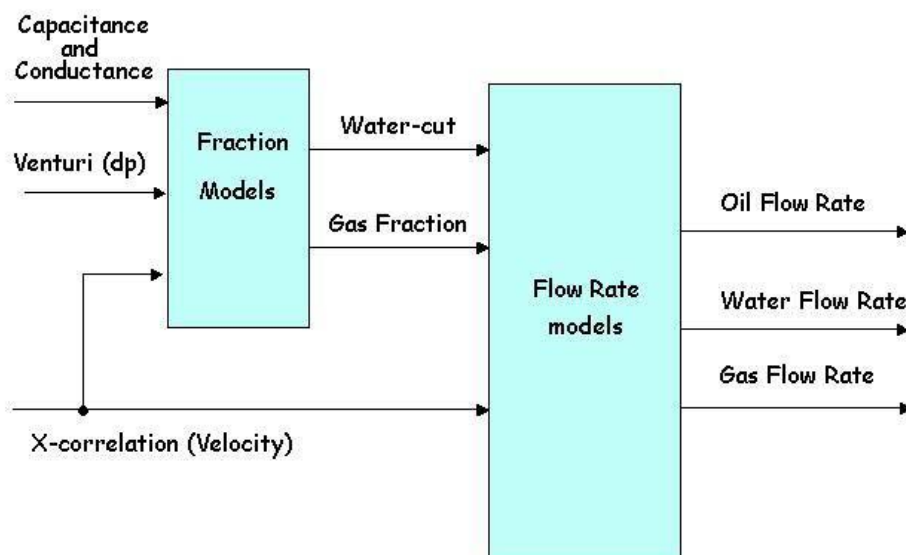 Capacitance
and
Conductance
Venturi (dp)
Fraction
Models
Water-cut
Gas Fraction
Flow Rate
models
Oil Flow Rate
Water Flow Rate
Gas Flow Rate
X-correlation (Velocity)